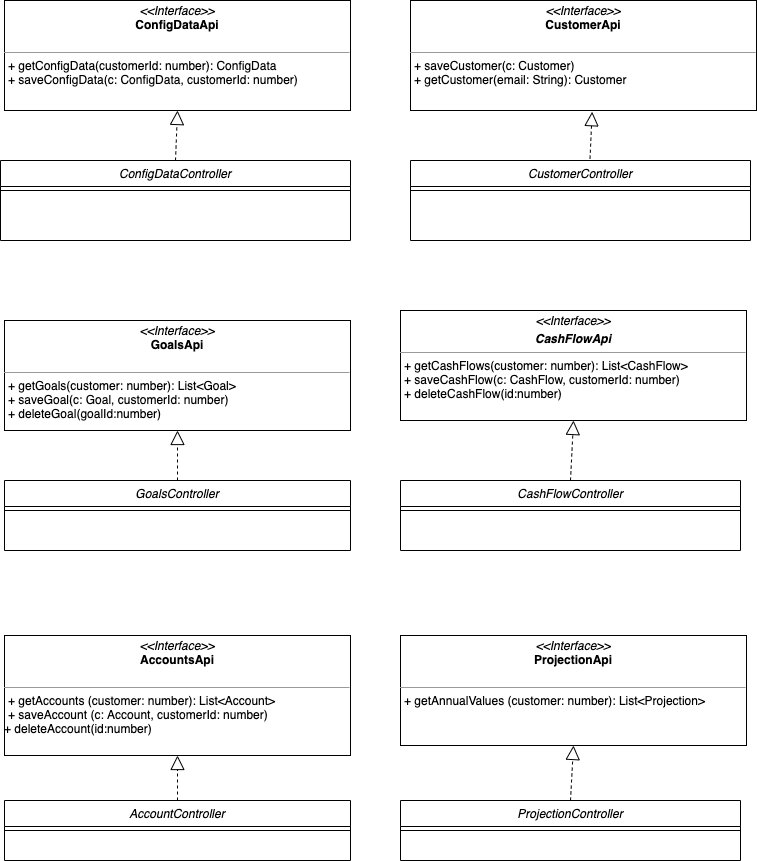 <<Interface>>
ConfigDataApi
+ getConfigData(customerId: number): ConfigData
+ saveConfigData(c: ConfigData, customerId: number)
ConfigDataController
<<Interface>>
CustomerApi
+ saveCustomer(c: Customer)
+ getCustomer(email: String): Customer
CustomerController
<<Interface>>
GoalsApi
+ getGoals(customer: number): List<Goal>
+ saveGoal(c: Goal, customerId: number)
+ deleteGoal(goalId:number)
GoalsController
<<Interface>>
CashFlowApi
+ getCashFlows(customer: number): List<CashFlow>
+ saveCashFlow(c: CashFlow, customerId: number)
+ deleteCashFlow(id:number)
CashFlowController
<<Interface>>
AccountsApi
+ getAccounts (customer: number): List<Account>
+ saveAccount (c: Account, customerId: number)
+ deleteAccount(id:number)
AccountController
<<Interface>>
ProjectionApi
+ getAnnualValues (customer: number): List<Projection>
ProjectionController